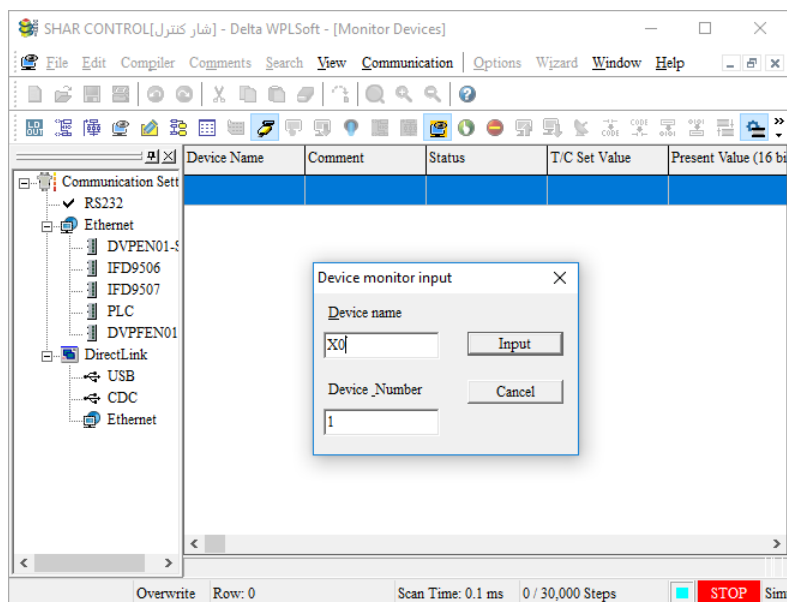 SHAR CONTROL[شار کنترل] - Delta WPLSoft - [Monitor Devices]
File Edit Compiler Comments Search View Communication Options Wizard Window Help
Device Name Comment Status T/C Set Value Present Value (16 bi
Communication Sett
RS232
Ethernet
DVPEN01-S
IFD9506
IFD9507
PLC
DVPFEN01
DirectLink
USB
CDC
Ethernet
Device monitor input
Device name
X0
Input
Device _Number
Cancel
1
Overwrite Row: 0 Scan Time: 0.1 ms 0 / 30,000 Steps STOP Sim